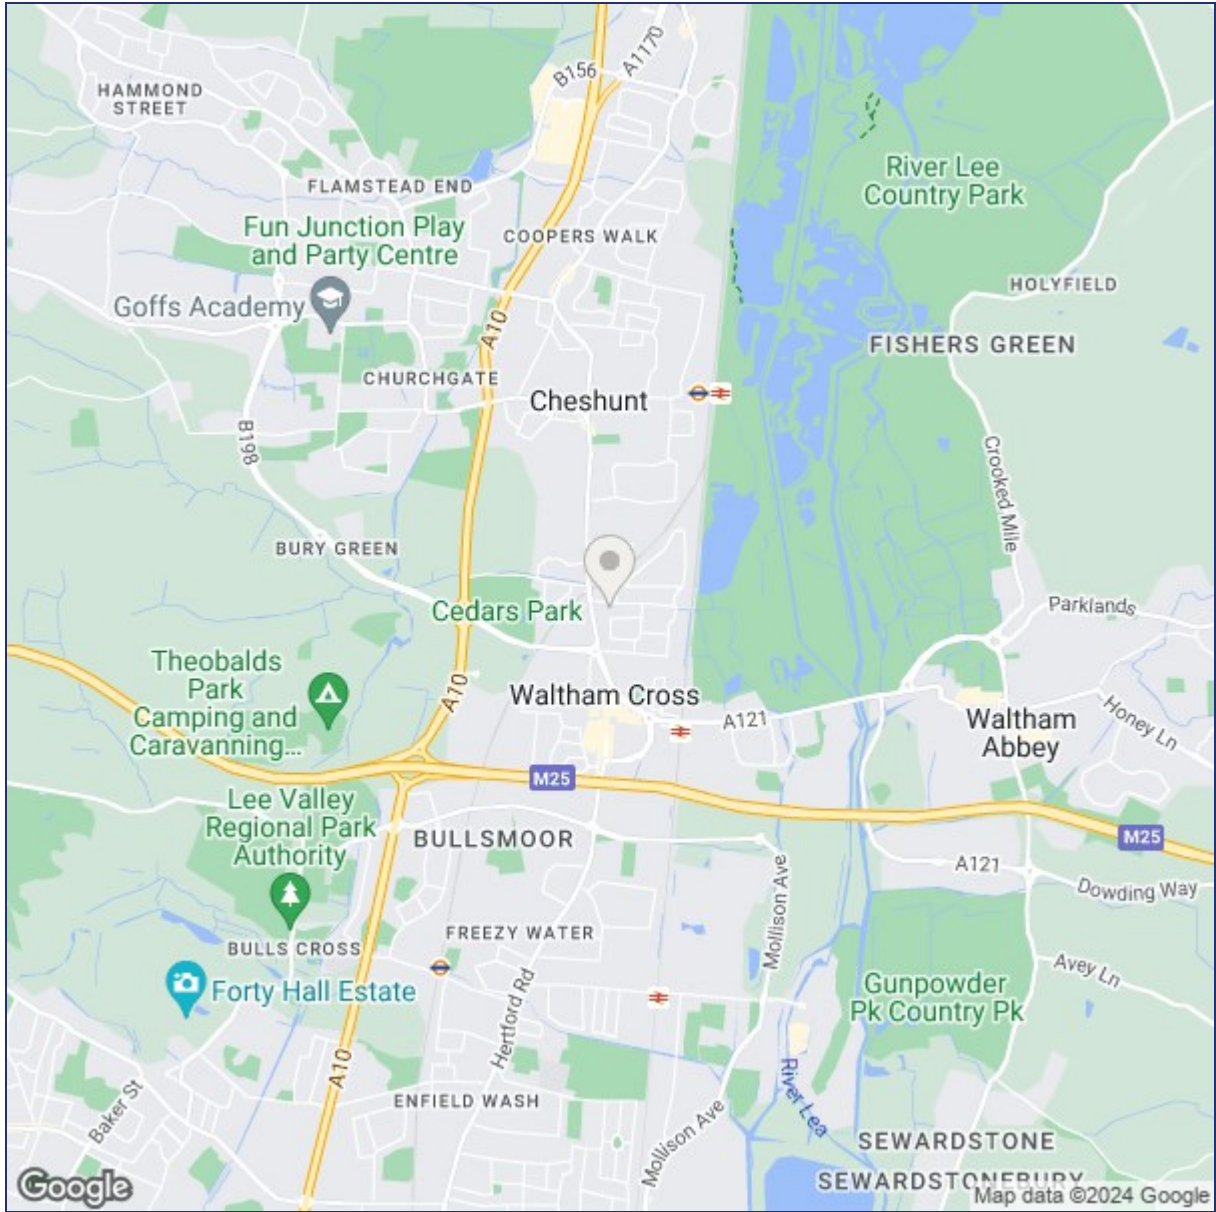 B156
A1170
HAMMOND
STREET
FLAMSTEAD END
River Lee
Country Park
Fun Junction Play
and Party Centre
COOPERS WALK
HOLYFIELD
Goffs Academy
A10
FISHERS GREEN
CHURCHGATE
Cheshunt
B198
Crooked Mile
BURY GREEN
Cedars Park
Parklands
Theobalds
Park
Camping and
Caravanning...
A10
Waltham Cross
A121
Waltham
Abbey
Honey Ln
M25
Lee Valley
Regional Park
Authority
BULLSMOOR
M25
A121
Dowding Way
Mollison Ave
FREEZY WATER
BULLS CROSS
Forty Hall Estate
Hertford Rd
Gunpowder
Pk Country Pk
Avey Ln
A10
Baker St
ENFIELD WASH
River Lea
Mollison Ave
SEWARDSTONE
SEWARDSTONEBURY
Google
Map data ©2024 Google